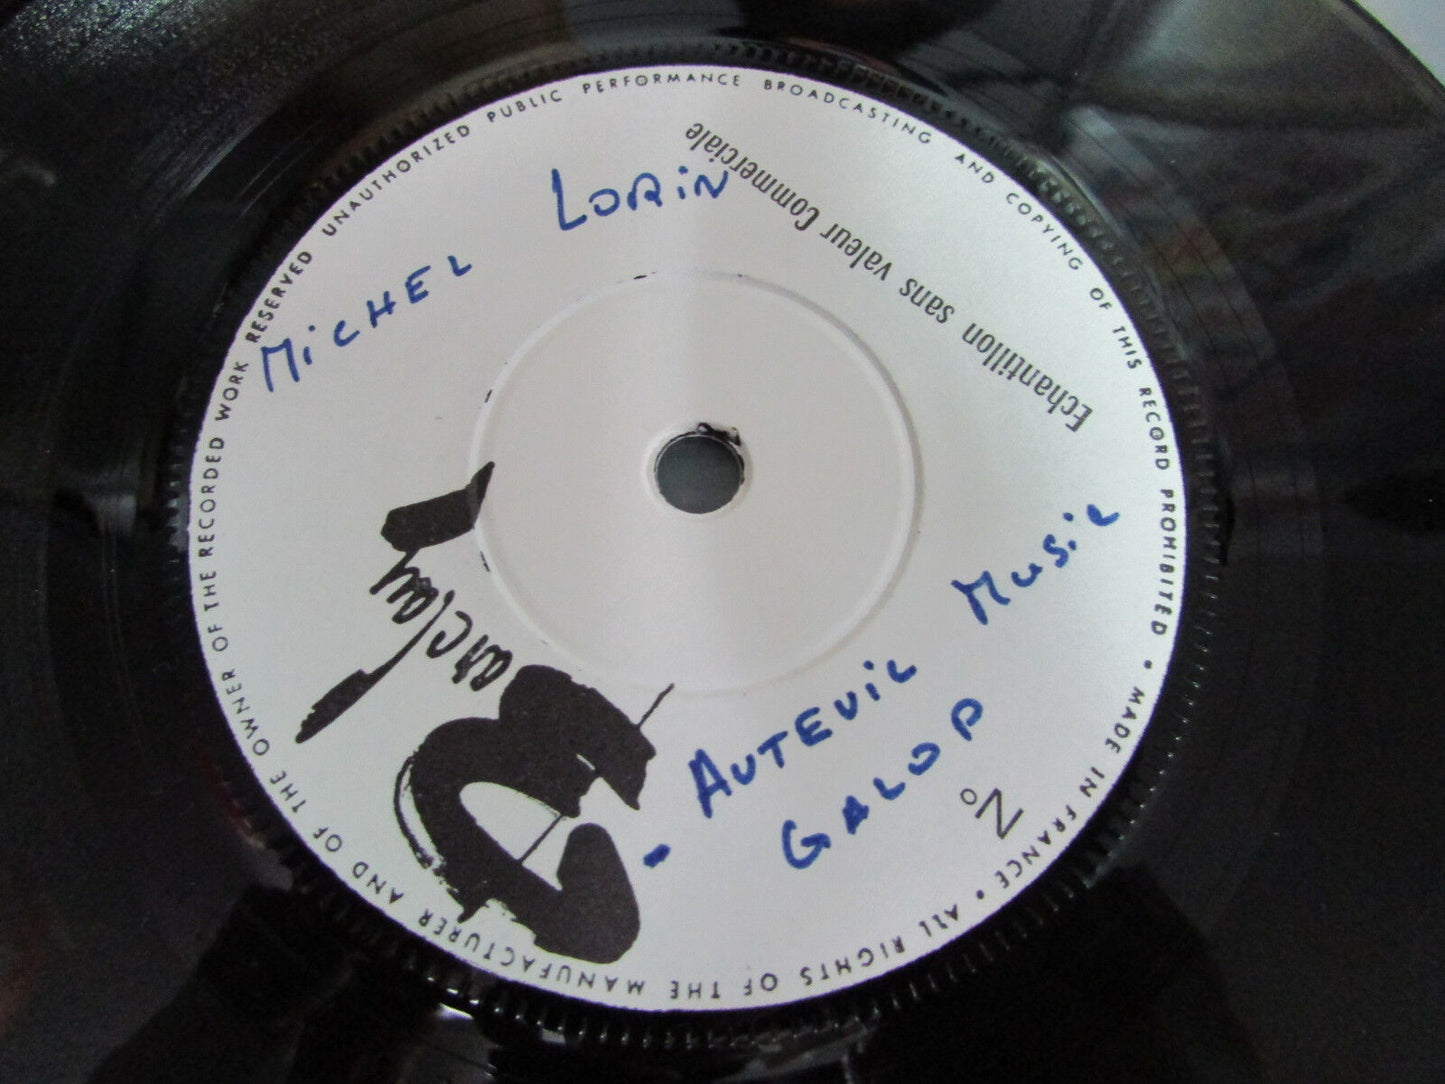 UNAUTHORIZED PUBLIC PERFORMANCE BROADCASTING AND COPYING OF THIS RECORD PROHIBITED • MADE IN FRANCE • ALL RIGHTS OF THE MANUFACTURER AND OF THE OWNER OF THE RECORDED WORK RESERVED
MiCHEL LORiN
Echantillon sans valeur Commerciale
Barclay
- AUTEUiL Music
GALOP
No